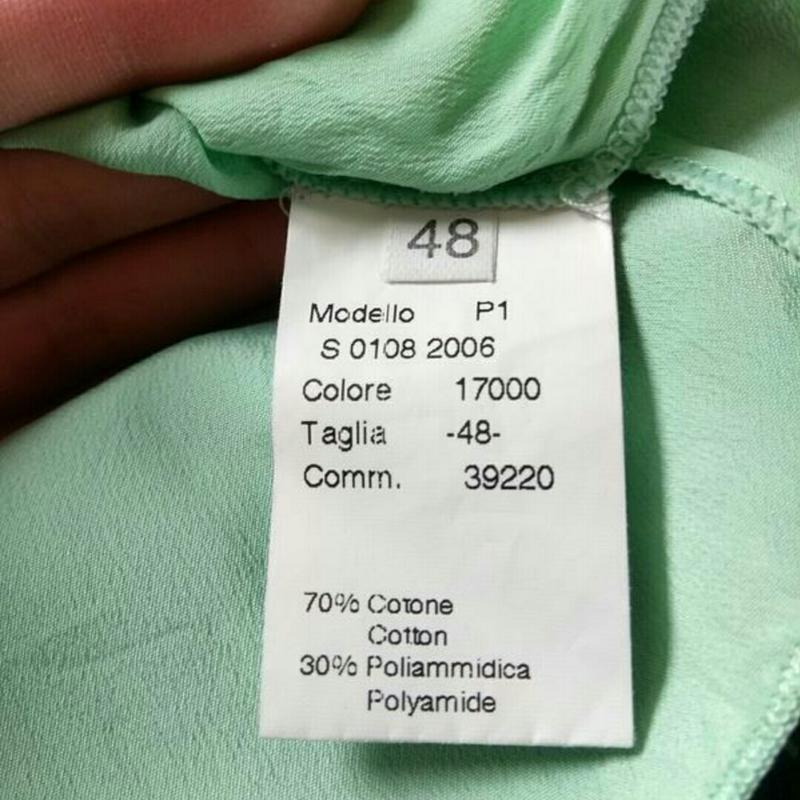 48
Modello P1
S 0108 2006
Colore 17000
Taglia -48-
Comm. 39220
70% Cotone
Cotton
30% Poliammidica
Polyamide